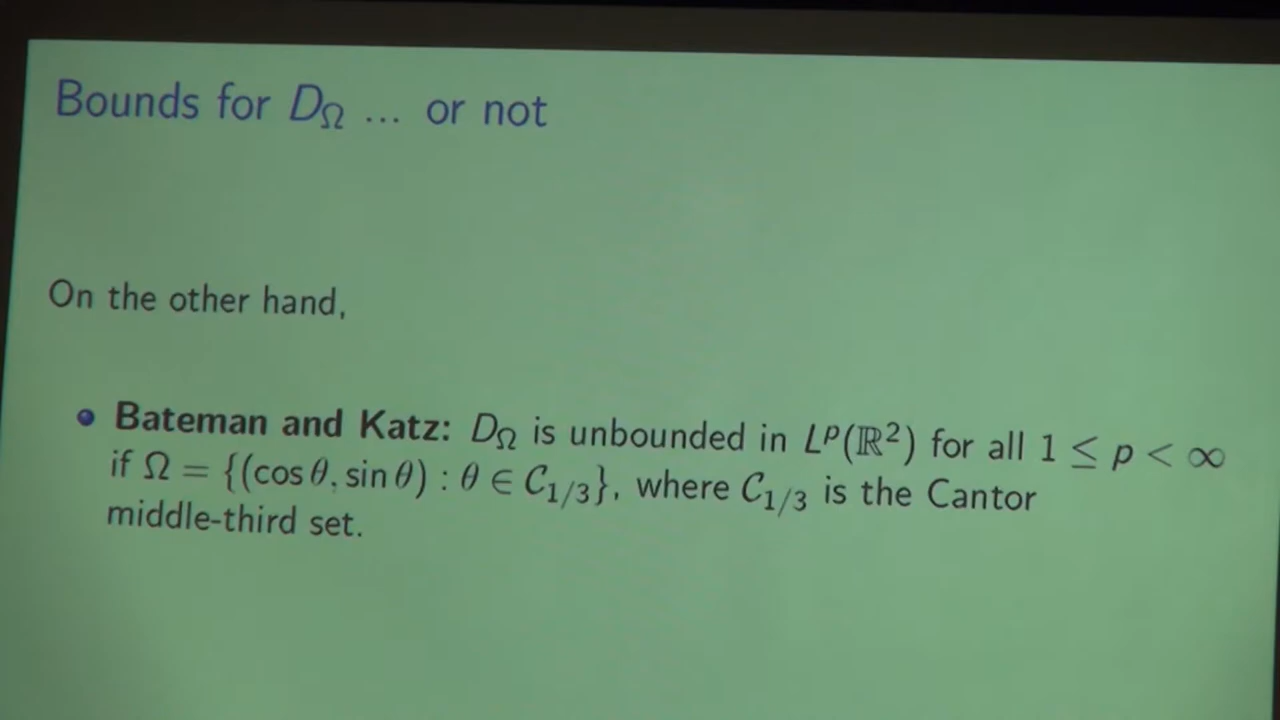 Bounds for D_Ω ... or not
On the other hand,
• Bateman and Katz: D_Ω is unbounded in L^p(ℝ²) for all 1 ≤ p < ∞
if Ω = {(cos θ, sin θ) : θ ∈ C_{1/3}}, where C_{1/3} is the Cantor
middle-third set.